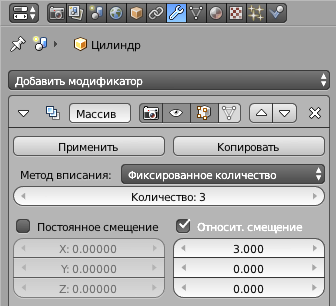 Цилиндр
Добавить модификатор
Массив
Применить Копировать
Метод вписания: Фиксированное количество
Количество: 3
Постоянное смещение Относит. смещение
X: 0.00000 3.000
Y: 0.00000 0.000
Z: 0.00000 0.000